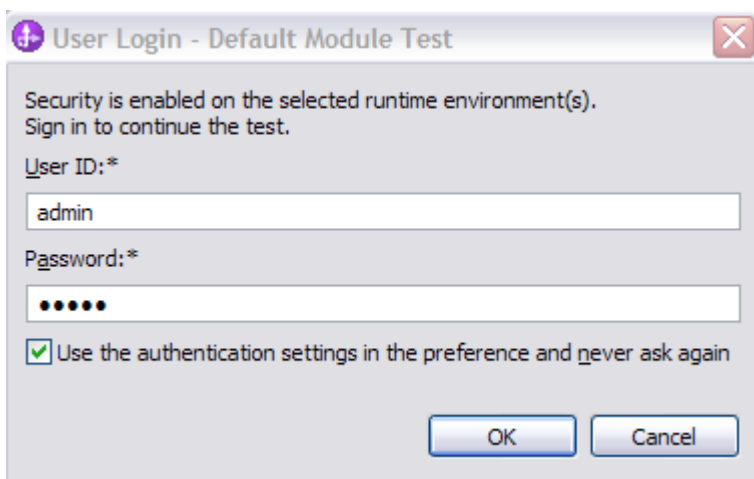 User Login - Default Module Test
Security is enabled on the selected runtime environment(s).
Sign in to continue the test.
User ID:*
admin
Password:*
●●●●●
Use the authentication settings in the preference and never ask again
OK Cancel